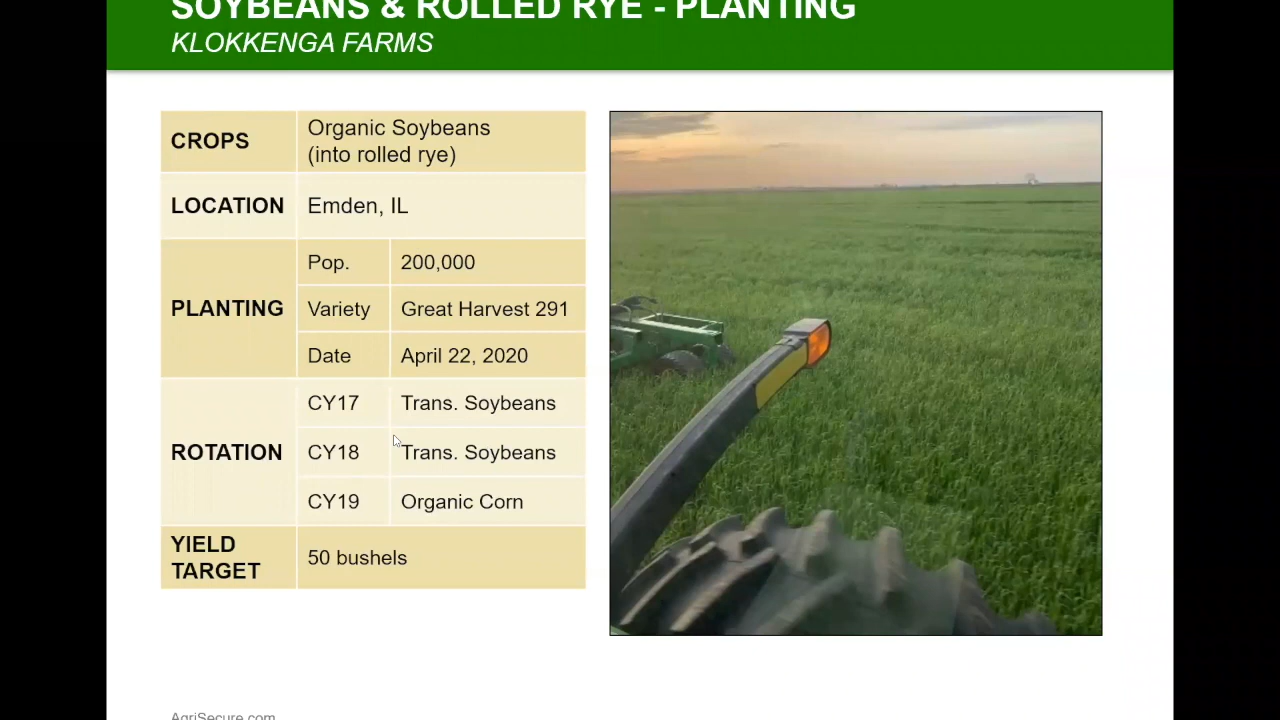 SOYBEANS & ROLLED RYE - PLANTING
KLOKKENGA FARMS
CROPS
Organic Soybeans
(into rolled rye)
LOCATION
Emden, IL
PLANTING
Pop.
200,000
Variety
Great Harvest 291
Date
April 22, 2020
ROTATION
CY17
Trans. Soybeans
CY18
Trans. Soybeans
CY19
Organic Corn
YIELD
TARGET
50 bushels
AgriSecure.com